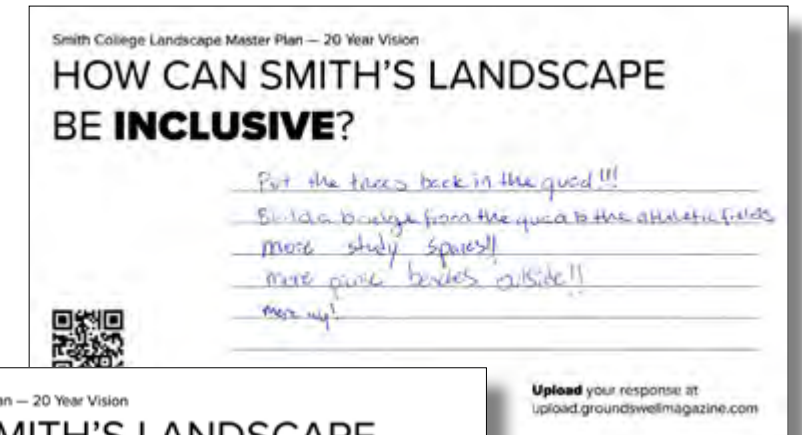 Smith College Landscape Master Plan — 20 Year Vision
HOW CAN SMITH'S LANDSCAPE
BE INCLUSIVE?
Put the trees back in the quad!!!
Build a bridge from the quad to the athletic fields
more study spaces!!
more picnic benches outside!!
more
Upload your response at
upload.groundswellmagazine.com
an — 20 Year Vision
MITH'S LANDSCAPE